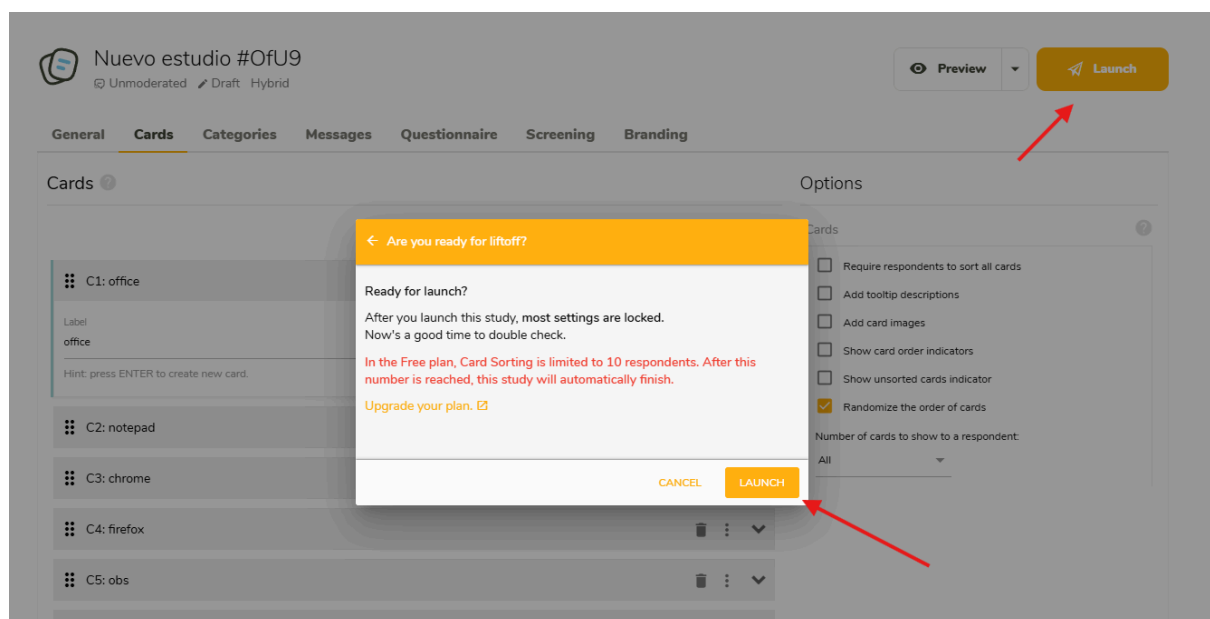 Nuevo estudio #OfU9
Unmoderated Draft Hybrid
Preview
Launch
General Cards Categories Messages Questionnaire Screening Branding
Cards
Options
Are you ready for liftoff?
Ready for launch?
After you launch this study, most settings are locked.
Now's a good time to double check.
In the Free plan, Card Sorting is limited to 10 respondents. After this
number is reached, this study will automatically finish.
Upgrade your plan.
CANCEL LAUNCH
C1: office
Label
office
Hint: press ENTER to create new card.
C2: notepad
C3: chrome
C4: firefox
C5: obs
Cards
Require respondents to sort all cards
Add tooltip descriptions
Add card images
Show card order indicators
Show unsorted cards indicator
Randomize the order of cards
Number of cards to show to a respondent:
All